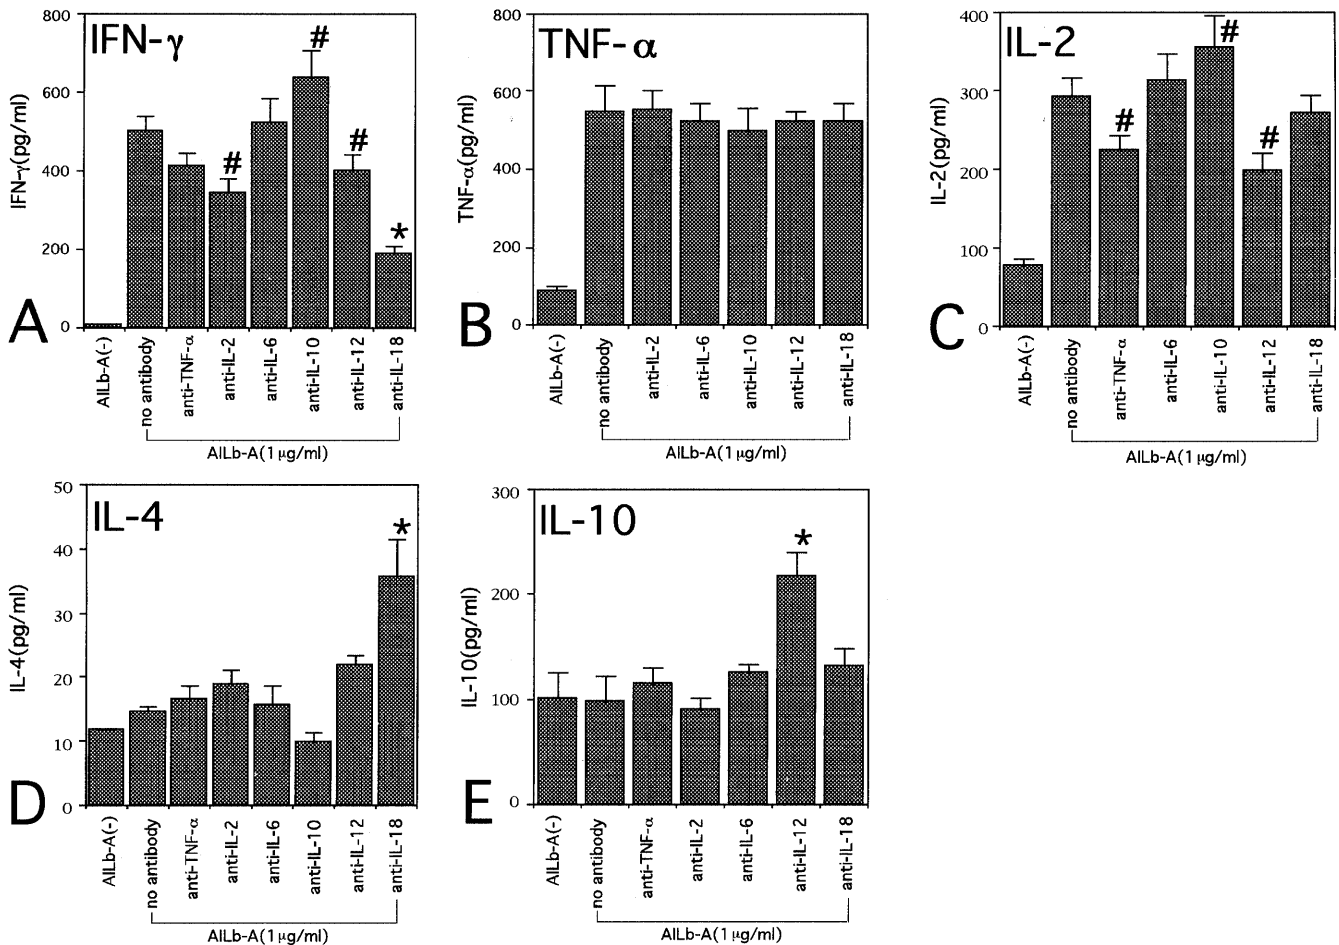 A
IFN-γ
IFN-γ(pg/ml)
800
600
400
200
0
#
#
#
*
AILb-A(-)
no antibody
anti-TNF-α
anti-IL-2
anti-IL-6
anti-IL-10
anti-IL-12
anti-IL-18
AILb-A(1μg/ml)
B
TNF-α
TNF-α(pg/ml)
800
600
400
200
0
AILb-A(-)
no antibody
anti-IL-2
anti-IL-6
anti-IL-10
anti-IL-12
anti-IL-18
AILb-A(1μg/ml)
C
IL-2
IL-2(pg/ml)
400
300
200
100
0
#
#
#
AILb-A(-)
no antibody
anti-TNF-α
anti-IL-6
anti-IL-10
anti-IL-12
anti-IL-18
AILb-A(1μg/ml)
D
IL-4
IL-4(pg/ml)
50
40
30
20
10
0
*
AILb-A(-)
no antibody
anti-TNF-α
anti-IL-2
anti-IL-6
anti-IL-10
anti-IL-12
anti-IL-18
AILb-A(1μg/ml)
E
IL-10
IL-10(pg/ml)
300
200
100
0
*
AILb-A(-)
no antibody
anti-TNF-α
anti-IL-2
anti-IL-6
anti-IL-12
anti-IL-18
AILb-A(1μg/ml)